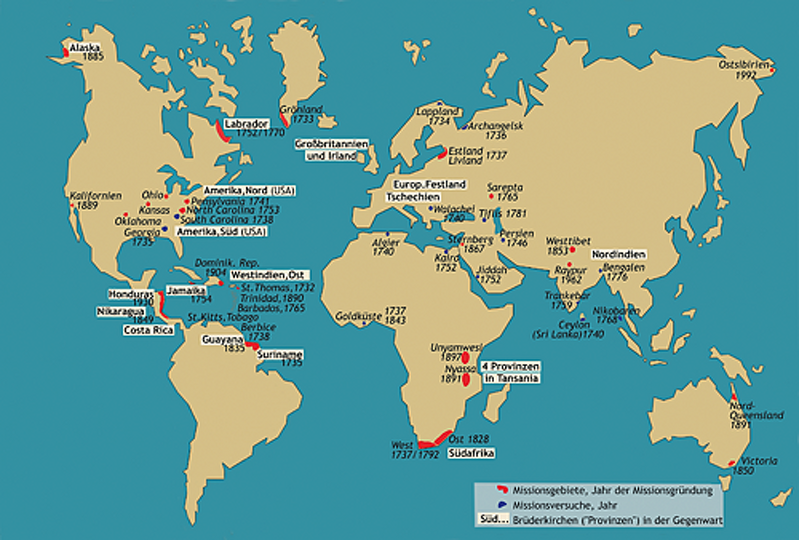 Alaska
1885
Ostsibirien
1992
Grönland
1733
Labrador
1752/1770
Lappland
1734
Archangelsk
1736
Großbritannien
und Irland
Estland
Livland 1737
Kalifornien
1889
Ohio
Amerika,Nord (USA)
Pensylvania 1741
Kansas
North Carolina 1753
Oklahoma
South Carolina 1738
Georgia
1735
Amerika,Süd (USA)
Europ.Festland
Tschechien
Sarepta
1765
Walachei
1740
Tiflis 1781
Algier
1740
Sternberg
1867
Persien
1746
Kairo
1752
Jiddah
1752
Westtibet
1853
Nordindien
Raypur
1962
Bengalen
1776
Trankebar
1759
Nikobaren
1768
Ceylon
(Sri Lanka)1740
Dominik. Rep.
1904
Westindien,Ost
Jamaika
1754
St.Thomas,1732
Trinidad,1890
Barbados,1765
St.Kitts,Tobago
Honduras
1930
Nikaragua
1849
Costa Rica
Berbice
1738
Guayana
1835
Suriname
1735
Goldküste
1737
1843
Unyamwesi
1897
Nyassa
1891
4 Provinzen
in Tansania
West
1737/1792
Ost 1828
Südafrika
Nord-
Queensland
1891
Victoria
1850
Missionsgebiete, Jahr der Missionsgründung
Missionsversuche, Jahr
Süd... Brüderkirchen ("Provinzen") in der Gegenwart